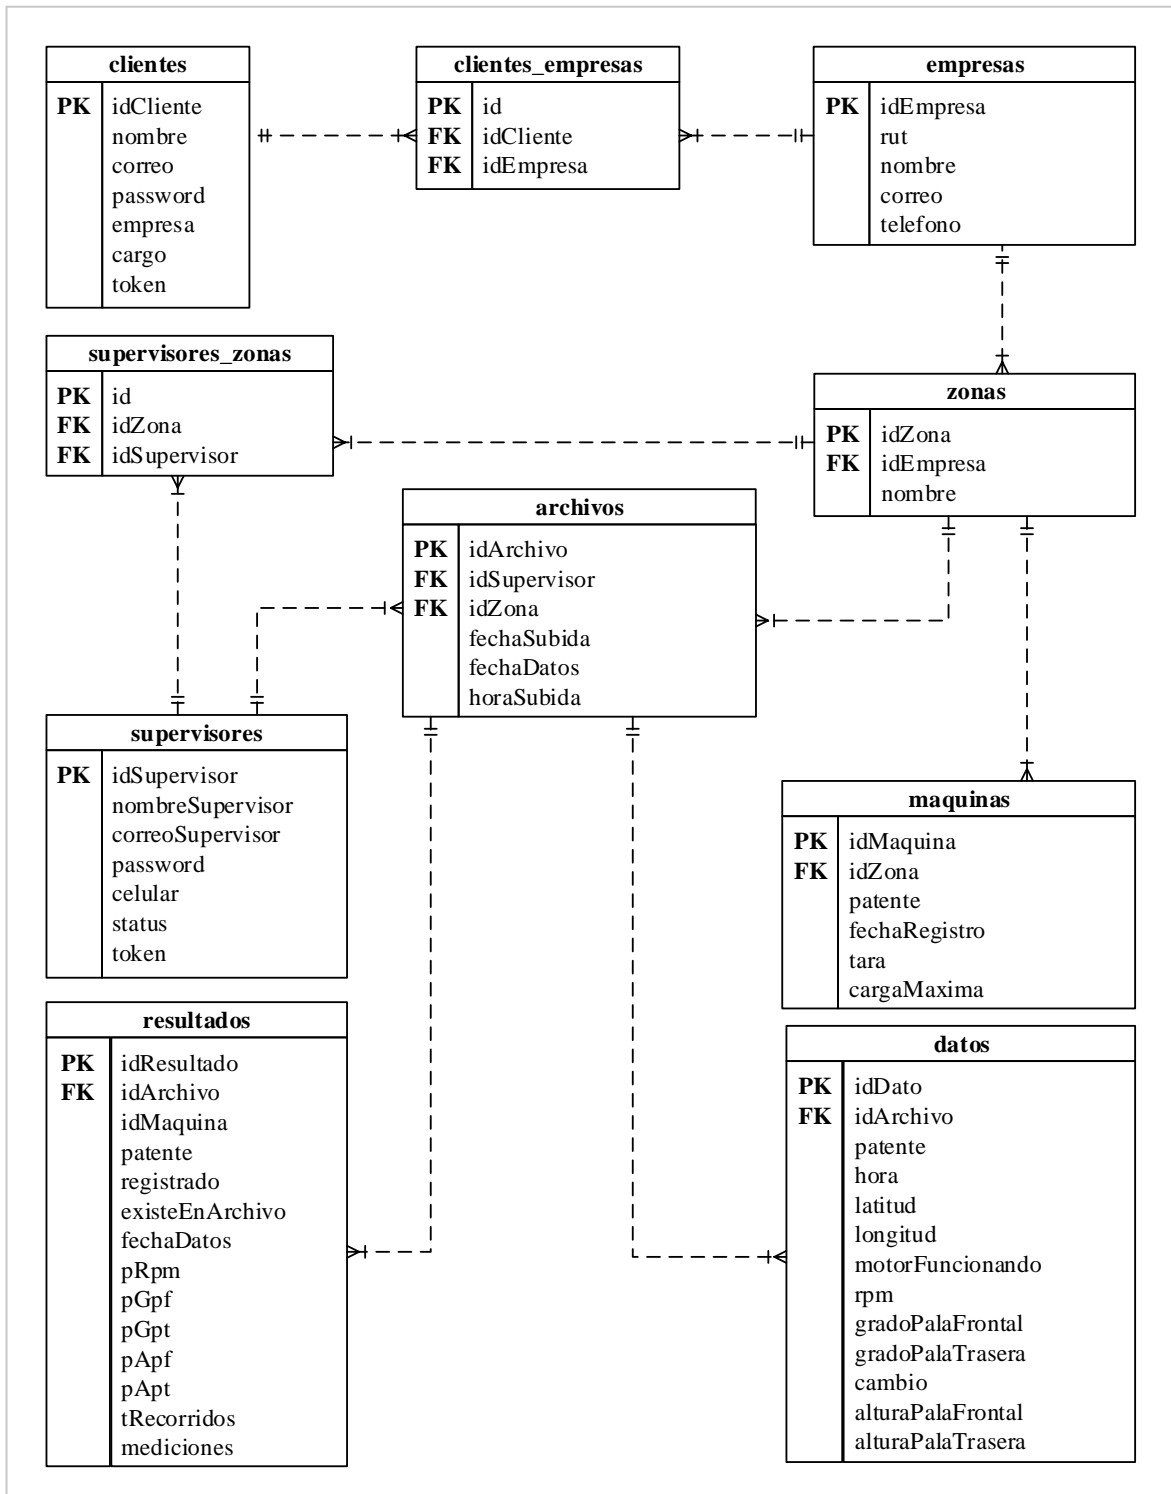 clientes
PK idCliente
nombre
correo
password
empresa
cargo
token
clientes_empresas
PK id
FK idCliente
FK idEmpresa
empresas
PK idEmpresa
rut
nombre
correo
telefono
supervisores_zonas
PK id
FK idZona
FK idSupervisor
zonas
PK idZona
FK idEmpresa
nombre
archivos
PK idArchivo
FK idSupervisor
FK idZona
fechaSubida
fechaDatos
horaSubida
supervisores
PK idSupervisor
nombreSupervisor
correoSupervisor
password
celular
status
token
maquinas
PK idMaquina
FK idZona
patente
fechaRegistro
tara
cargaMaxima
resultados
PK idResultado
FK idArchivo
idMaquina
patente
registrado
existeEnArchivo
fechaDatos
pRpm
pGpf
pGpt
pApf
pApt
tRecorridos
mediciones
datos
PK idDato
FK idArchivo
patente
hora
latitud
longitud
motorFuncionando
rpm
gradoPalaFrontal
gradoPalaTrasera
cambio
alturaPalaFrontal
alturaPalaTrasera